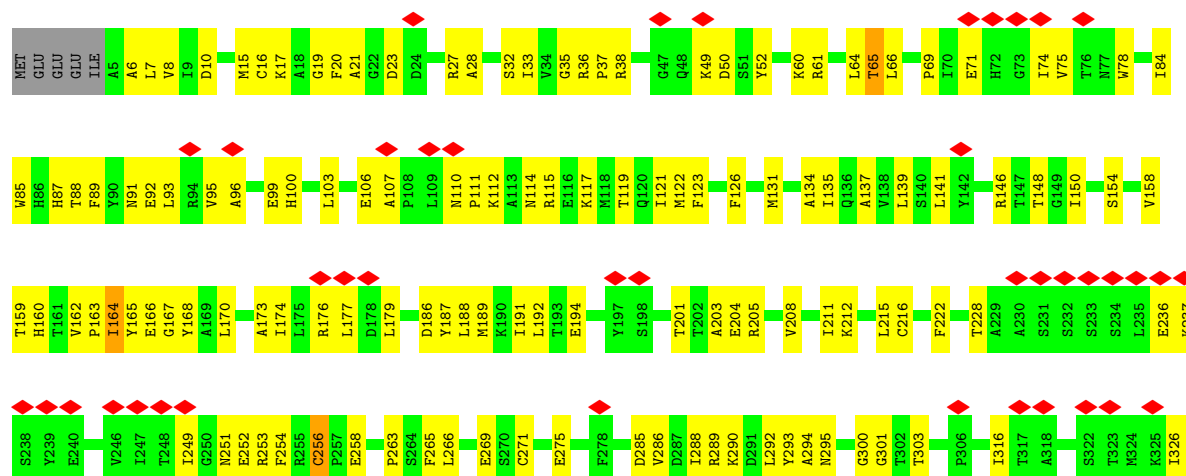 MET GLU GLU GLU ILE A5 A6 L7 V8 I9 D10 M15 C16 K17 A18 G19 F20 A21 G22 D23 D24 R27 A28 S32 I33 V34 G35 R36 P37 R38 G47 Q48 K49 D50 S51 Y52 K60 R61 L64 T65 L66 P69 I70 E71 H72 G73 I74 V75 T76 N77 W78 I84
W85 H86 H87 T88 F89 Y90 N91 E92 L93 R94 V95 A96 E99 H100 L103 E106 A107 P108 L109 N110 P111 K112 A113 N114 R115 E116 K117 M118 T119 Q120 I121 M122 F123 F126 M131 A134 I135 Q136 A137 V138 L139 S140 L141 Y142 R146 T147 T148 G149 I150 S154 V158
T159 H160 T161 V162 P163 I164 Y165 E166 G167 Y168 A169 L170 A173 I174 L175 R176 L177 D178 L179 D186 Y187 L188 M189 K190 I191 L192 T193 E194 Y197 S198 T201 T202 A203 E204 R205 V208 I211 K212 L215 C216 F222 T228 A229 A230 S231 S232 S233 S234 L235 E236 K237
S238 Y239 E240 V246 I247 T248 I249 G250 N251 E252 R253 F254 R255 C256 P257 E258 P263 S264 F265 L266 E269 S270 C271 E275 F278 D285 V286 D287 I288 R289 K290 D291 L292 Y293 A294 N295 G300 G301 T302 T303 P306 I316 T317 A318 S322 T323 M324 K325 I326